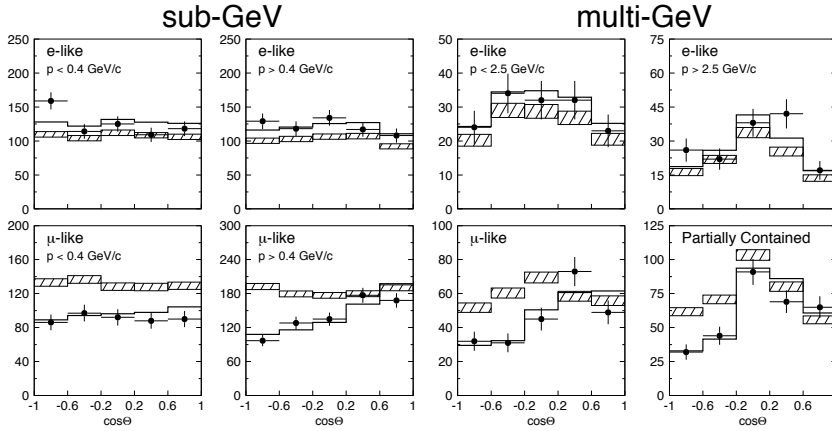 sub-GeV multi-GeV
250
200
150
100
50
0
e-like
p < 0.4 GeV/c
250
200
150
100
50
0
e-like
p > 0.4 GeV/c
60
50
40
30
20
10
0
e-like
p < 2.5 GeV/c
75
60
45
30
15
0
e-like
p > 2.5 GeV/c
200
160
120
80
40
0
μ-like
p < 0.4 GeV/c
-1 -0.6 -0.2 0.2 0.6 1
cosΘ
300
240
180
120
60
0
μ-like
p > 0.4 GeV/c
-1 -0.6 -0.2 0.2 0.6 1
cosΘ
100
80
60
40
20
0
μ-like
-1 -0.6 -0.2 0.2 0.6 1
cosΘ
125
100
75
50
25
0
Partially Contained
-1 -0.6 -0.2 0.2 0.6 1
cosΘ